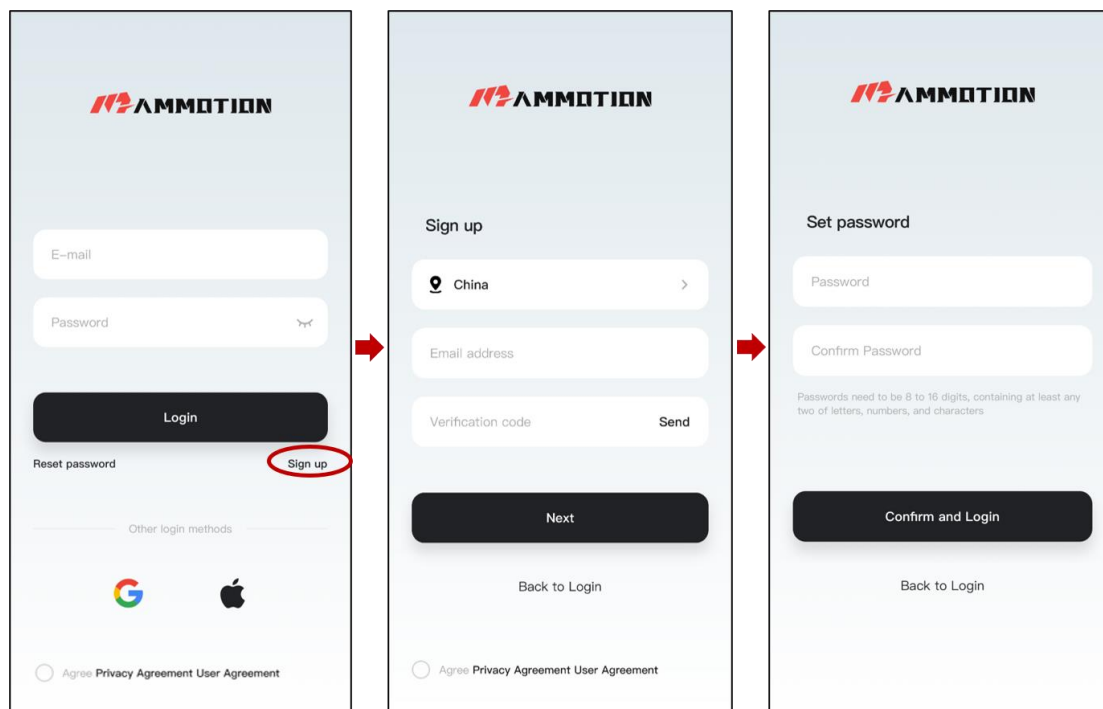 MAMMOTION
E-mail
Password
Login
Reset password
Sign up
Other login methods
Agree Privacy Agreement User Agreement
MAMMOTION
Sign up
China
Email address
Verification code
Send
Next
Back to Login
Agree Privacy Agreement User Agreement
MAMMOTION
Set password
Password
Confirm Password
Passwords need to be 8 to 16 digits, containing at least any
two of letters, numbers, and characters
Confirm and Login
Back to Login